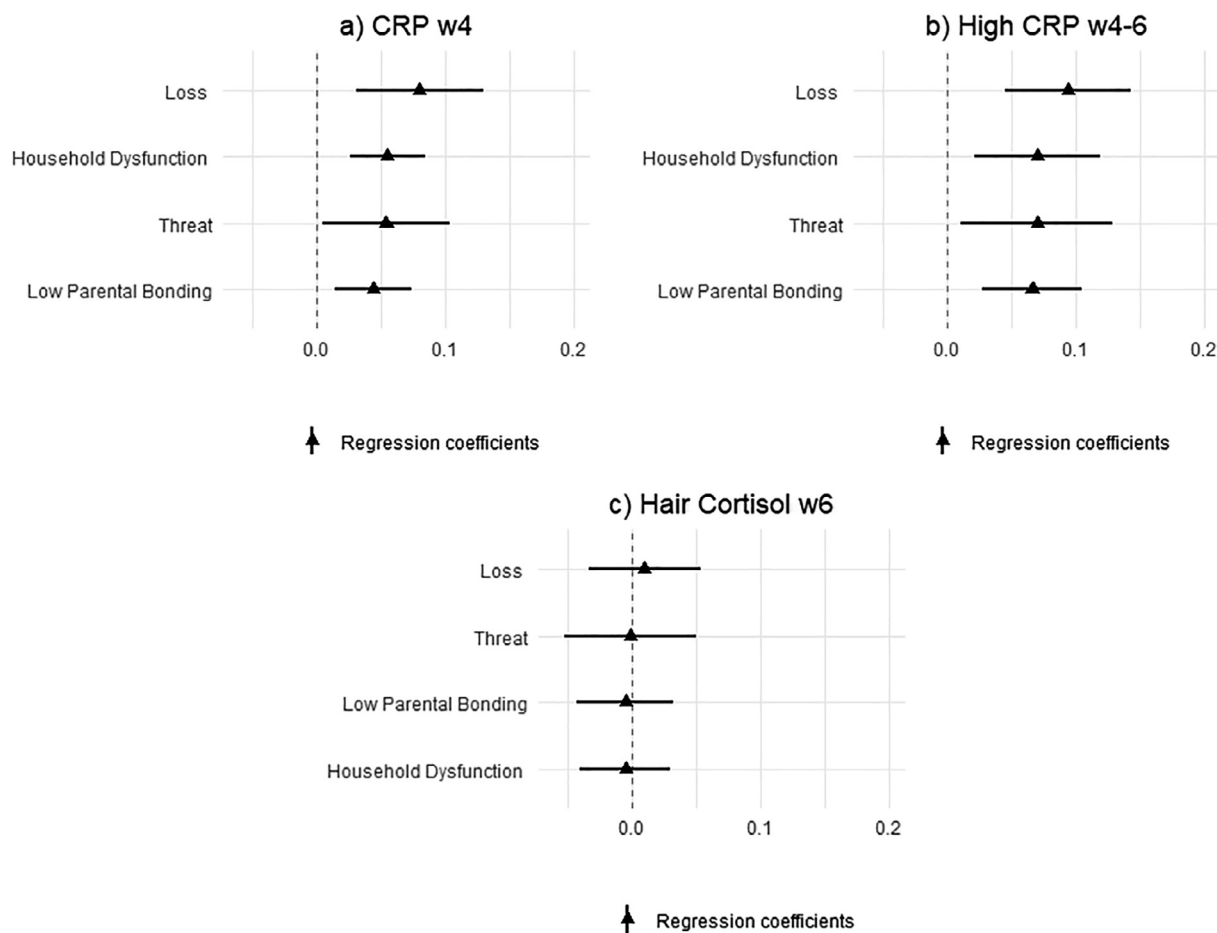 a) CRP w4
Loss
Household Dysfunction
Threat
Low Parental Bonding
0.0 0.1 0.2
Regression coefficients
b) High CRP w4-6
Loss
Household Dysfunction
Threat
Low Parental Bonding
0.0 0.1 0.2
Regression coefficients
c) Hair Cortisol w6
Loss
Threat
Low Parental Bonding
Household Dysfunction
0.0 0.1 0.2
Regression coefficients